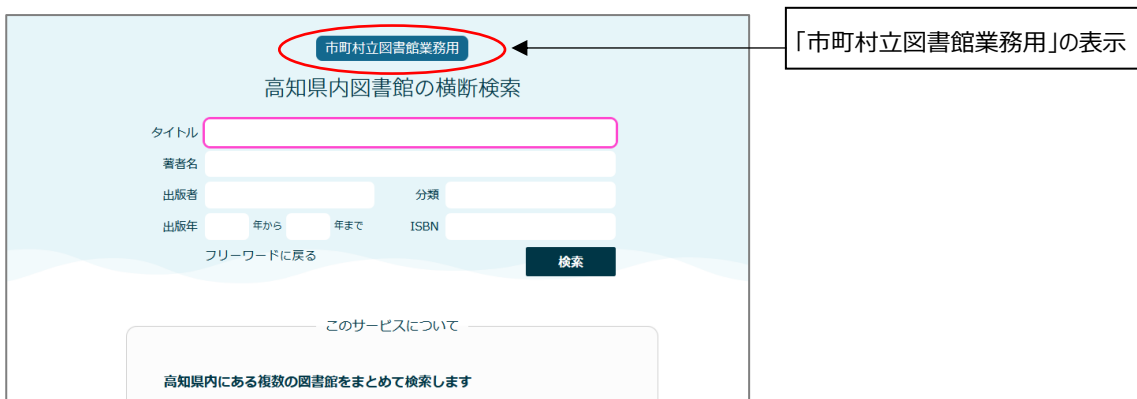 市町村立図書館業務用
「市町村立図書館業務用」の表示
高知県内図書館の横断検索
タイトル
著者名
出版者 分類
出版年 年から 年まで ISBN
フリーワードに戻る 検索
このサービスについて
高知県内にある複数の図書館をまとめて検索します